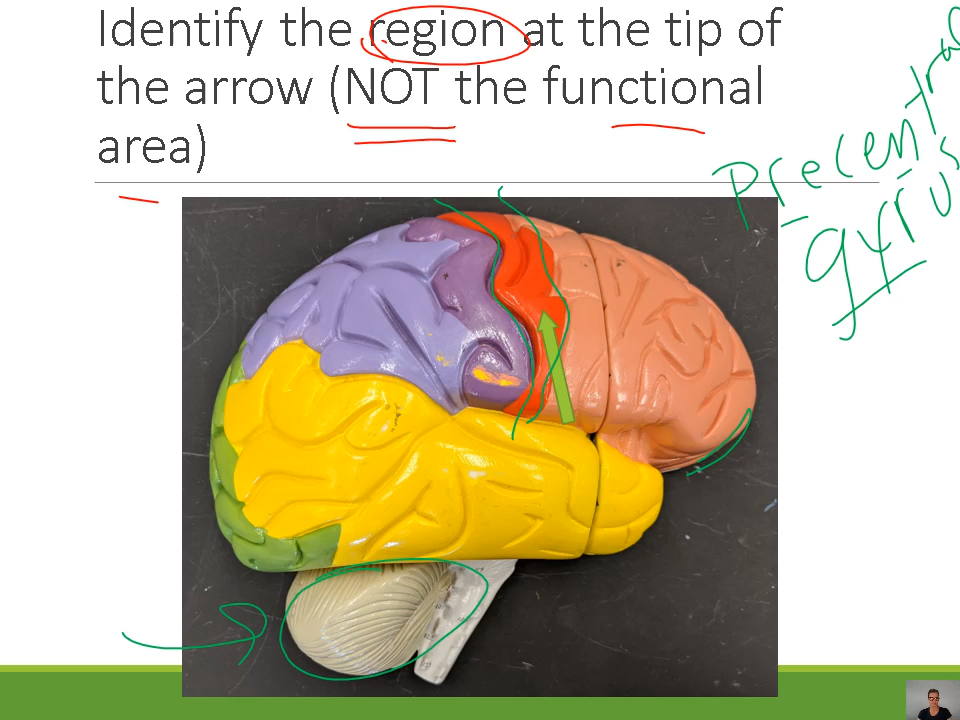 Identify the region at the tip of
the arrow (NOT the functional
area)
Precentral
gyrus